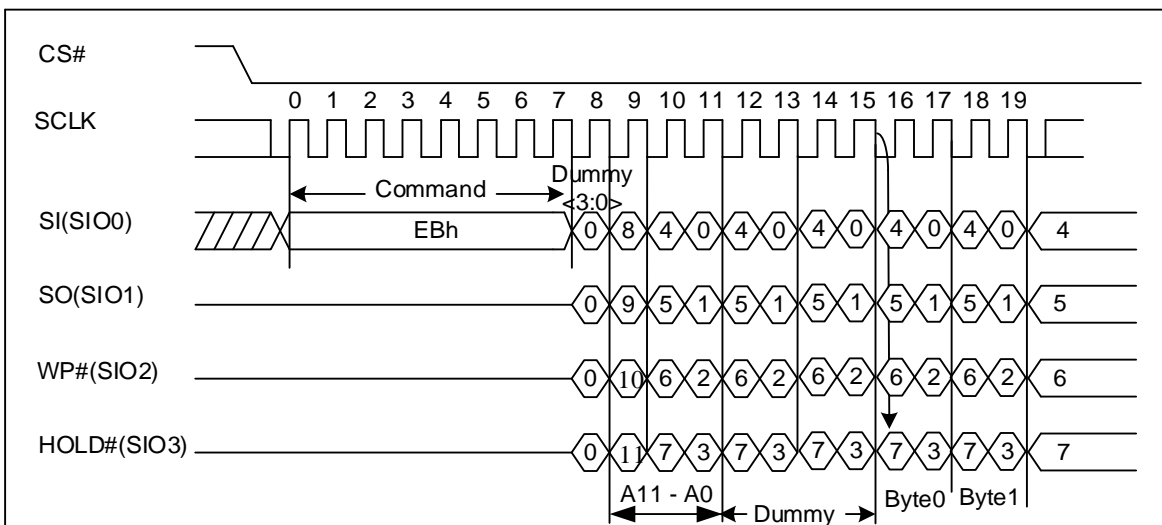 CS#
0 1 2 3 4 5 6 7 8 9 10 11 12 13 14 15 16 17 18 19
SCLK
Command
Dummy
<3:0>
SI(SIO0)
EBh
0 8 4 0 4 0 4 0 4 0 4 0 4
SO(SIO1)
0 9 5 1 5 1 5 1 5 1 5 1 5
WP#(SIO2)
0 10 6 2 6 2 6 2 6 2 6 2 6
HOLD#(SIO3)
0 11 7 3 7 3 7 3 7 3 7 3 7
A11 - A0
Dummy
Byte0 Byte1